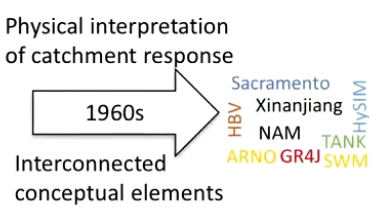 Physical interpretation
of catchment response
1960s
Interconnected
conceptual elements
Sacramento
HBV
Xinanjiang
HySIM
NAM
TANK
ARNO GR4J SWM